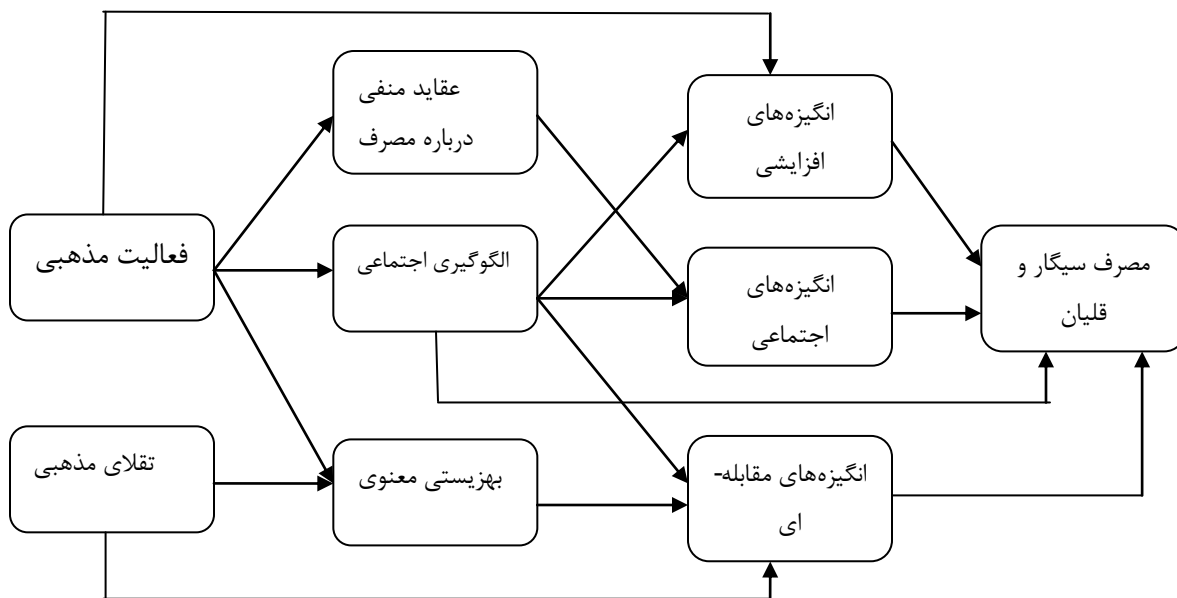 عقاید منفی
درباره مصرف
انگیزه‌های
افزایشی
فعالیت مذهبی
الگوگیری اجتماعی
انگیزه‌های
اجتماعی
مصرف سیگار و
قلیان
تقلای مذهبی
بهزیستی معنوی
انگیزه‌های مقابله-
ای